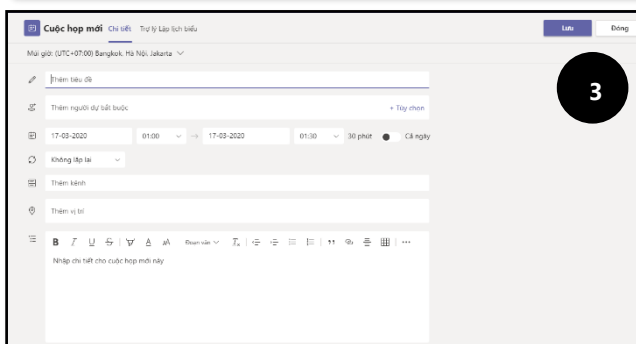 Cuộc họp mới Chi tiết Trợ lý Lập lịch biểu Lưu Đóng
Múi giờ: (UTC+07:00) Bangkok, Hà Nội, Jakarta
Thêm tiêu đề
3
Thêm người dự bắt buộc + Tùy chọn
17-03-2020 01:00 → 17-03-2020 01:30 30 phút Cả ngày
Không lặp lại
Thêm kênh
Thêm vị trí
B I U S A AA Đoạn văn Tx
Nhập chi tiết cho cuộc họp mới này